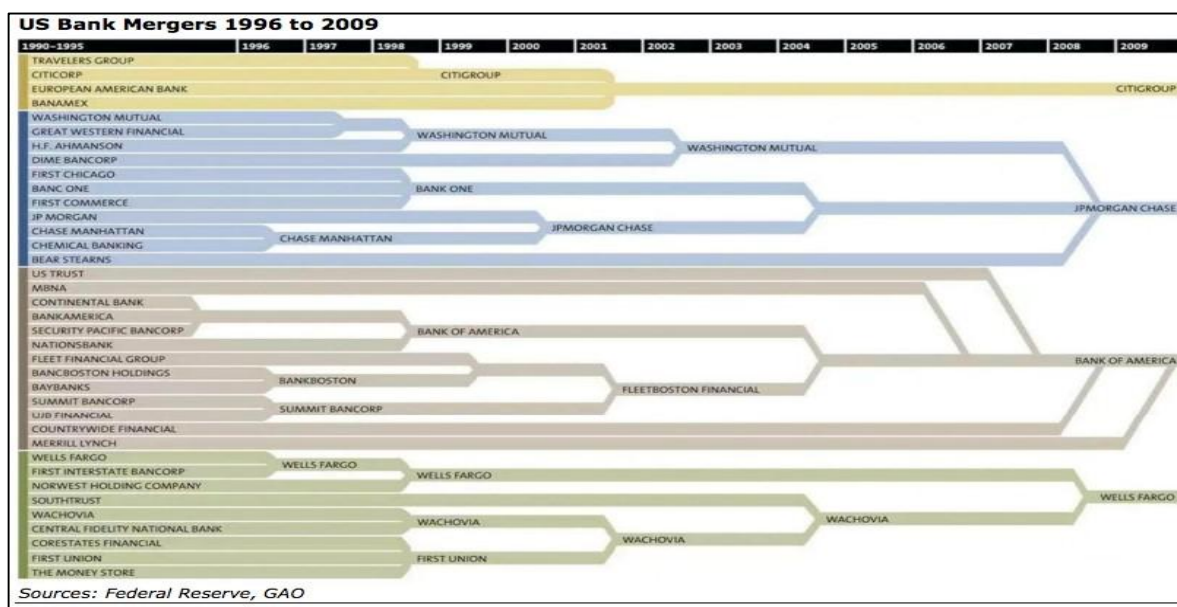 US Bank Mergers 1996 to 2009
1990–1995 1996 1997 1998 1999 2000 2001 2002 2003 2004 2005 2006 2007 2008 2009
TRAVELERS GROUP
CITICORP CITIGROUP
EUROPEAN AMERICAN BANK CITIGROUP
BANAMEX
WASHINGTON MUTUAL
GREAT WESTERN FINANCIAL WASHINGTON MUTUAL
H.F. AHMANSON WASHINGTON MUTUAL
DIME BANCORP
FIRST CHICAGO
BANC ONE BANK ONE
FIRST COMMERCE JPMORGAN CHASE
JP MORGAN
CHASE MANHATTAN CHASE MANHATTAN JPMORGAN CHASE
CHEMICAL BANKING
BEAR STEARNS
US TRUST
MBNA
CONTINENTAL BANK
BANKAMERICA
SECURITY PACIFIC BANCORP BANK OF AMERICA
NATIONSBANK
FLEET FINANCIAL GROUP BANK OF AMERICA
BANCBOSTON HOLDINGS BANKBOSTON
BAYBANKS FLEETBOSTON FINANCIAL
SUMMIT BANCORP SUMMIT BANCORP
UJB FINANCIAL
COUNTRYWIDE FINANCIAL
MERRILL LYNCH
WELLS FARGO WELLS FARGO
FIRST INTERSTATE BANCORP WELLS FARGO
NORWEST HOLDING COMPANY
SOUTHTRUST WELLS FARGO
WACHOVIA WACHOVIA WACHOVIA
CENTRAL FIDELITY NATIONAL BANK
CORESTATES FINANCIAL WACHOVIA
FIRST UNION FIRST UNION
THE MONEY STORE
Sources: Federal Reserve, GAO